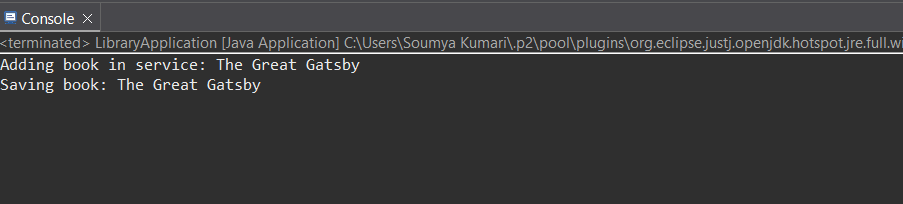 Console
<terminated> LibraryApplication [Java Application] C:\Users\Soumya Kumari\.p2\pool\plugins\org.eclipse.justj.openjdk.hotspot.jre.full.w
Adding book in service: The Great Gatsby
Saving book: The Great Gatsby